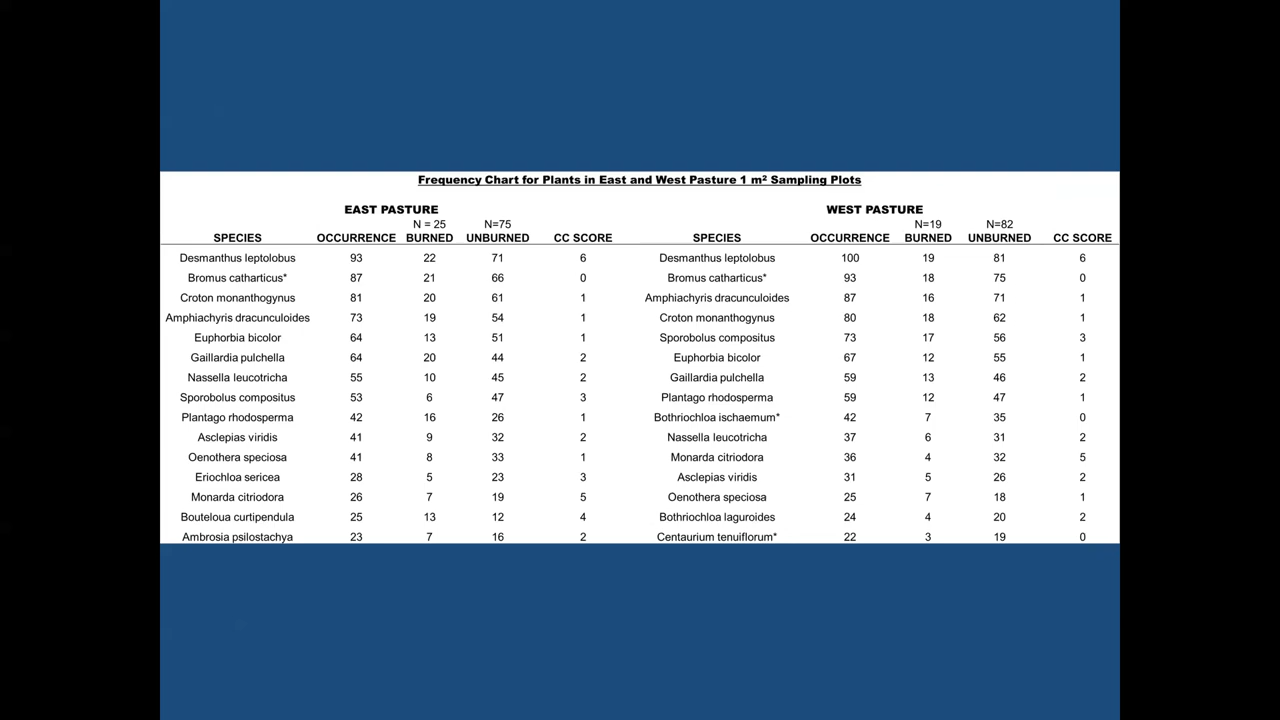 Frequency Chart for Plants in East and West Pasture 1 m² Sampling Plots
EAST PASTURE WEST PASTURE
N = 25 N=75 N=19 N=82
SPECIES OCCURRENCE BURNED UNBURNED CC SCORE SPECIES OCCURRENCE BURNED UNBURNED CC SCORE
Desmanthus leptolobus 93 22 71 6 Desmanthus leptolobus 100 19 81 6
Bromus catharticus* 87 21 66 0 Bromus catharticus* 93 18 75 0
Croton monanthogynus 81 20 61 1 Amphiachyris dracunculoides 87 16 71 1
Amphiachyris dracunculoides 73 19 54 1 Croton monanthogynus 80 18 62 1
Euphorbia bicolor 64 13 51 1 Sporobolus compositus 73 17 56 3
Gaillardia pulchella 64 20 44 2 Euphorbia bicolor 67 12 55 1
Nassella leucotricha 55 10 45 2 Gaillardia pulchella 59 13 46 2
Sporobolus compositus 53 6 47 3 Plantago rhodosperma 59 12 47 1
Plantago rhodosperma 42 16 26 1 Bothriochloa ischaemum* 42 7 35 0
Asclepias viridis 41 9 32 2 Nassella leucotricha 37 6 31 2
Oenothera speciosa 41 8 33 1 Monarda citriodora 36 4 32 5
Eriochloa sericea 28 5 23 3 Asclepias viridis 31 5 26 2
Monarda citriodora 26 7 19 5 Oenothera speciosa 25 7 18 1
Bouteloua curtipendula 25 13 12 4 Bothriochloa laguroides 24 4 20 2
Ambrosia psilostachya 23 7 16 2 Centaurium tenuiflorum* 22 3 19 0